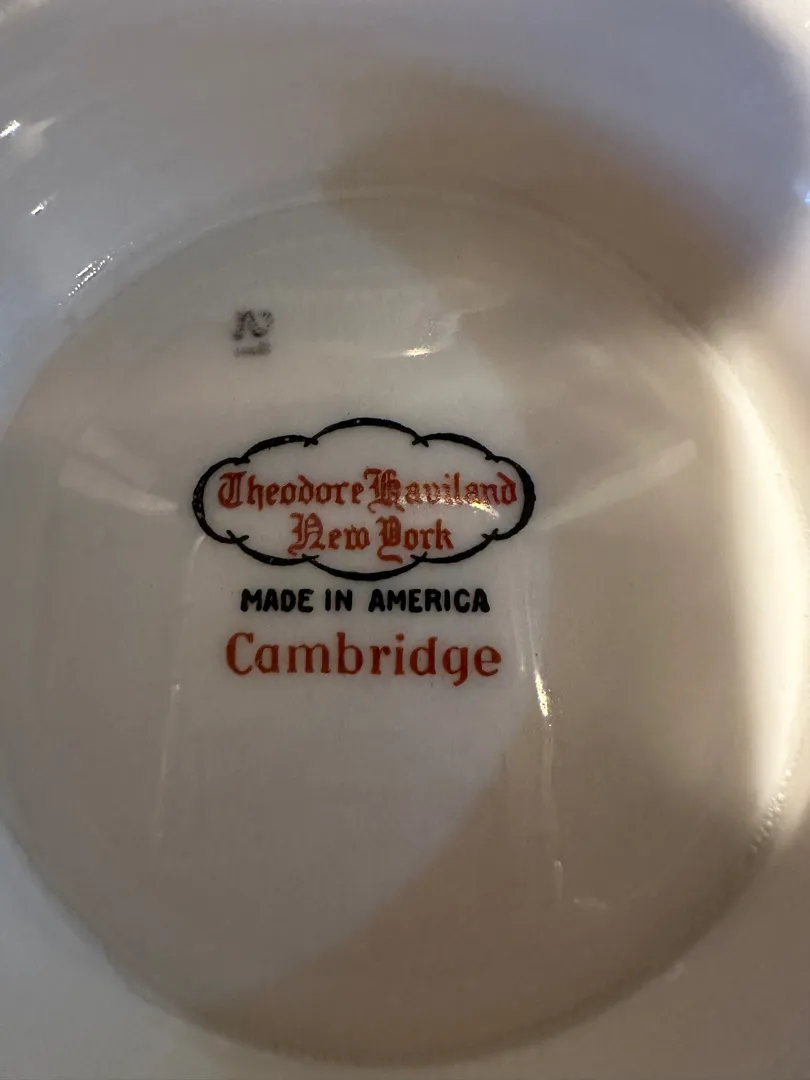 Theodore Haviland
New York
MADE IN AMERICA
Cambridge